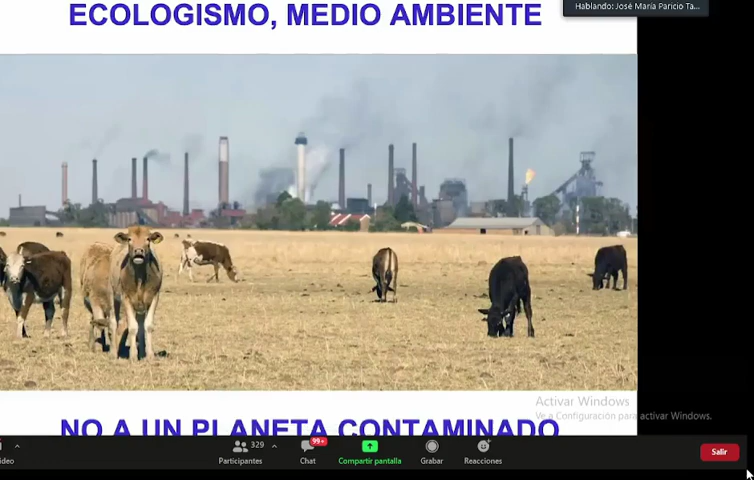 Hablando: José María Paricio Ta...
ECOLOGISMO, MEDIO AMBIENTE
Activar Windows
Ve a Configuración para activar Windows.
NO A UN PLANETA CONTAMINADO
329
99+
ideo
Participantes
Chat
Compartir pantalla
Grabar
Reacciones
Salir